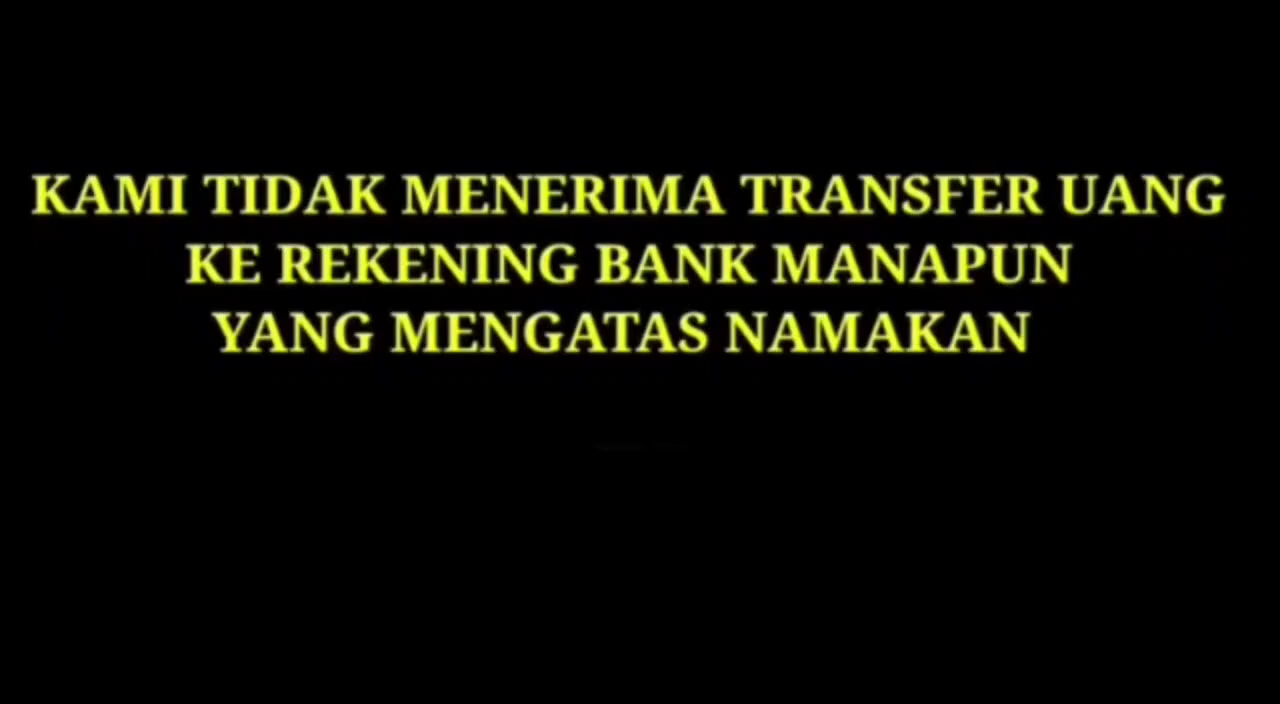 KAMI TIDAK MENERIMA TRANSFER UANG
KE REKENING BANK MANAPUN
YANG MENGATAS NAMAKAN